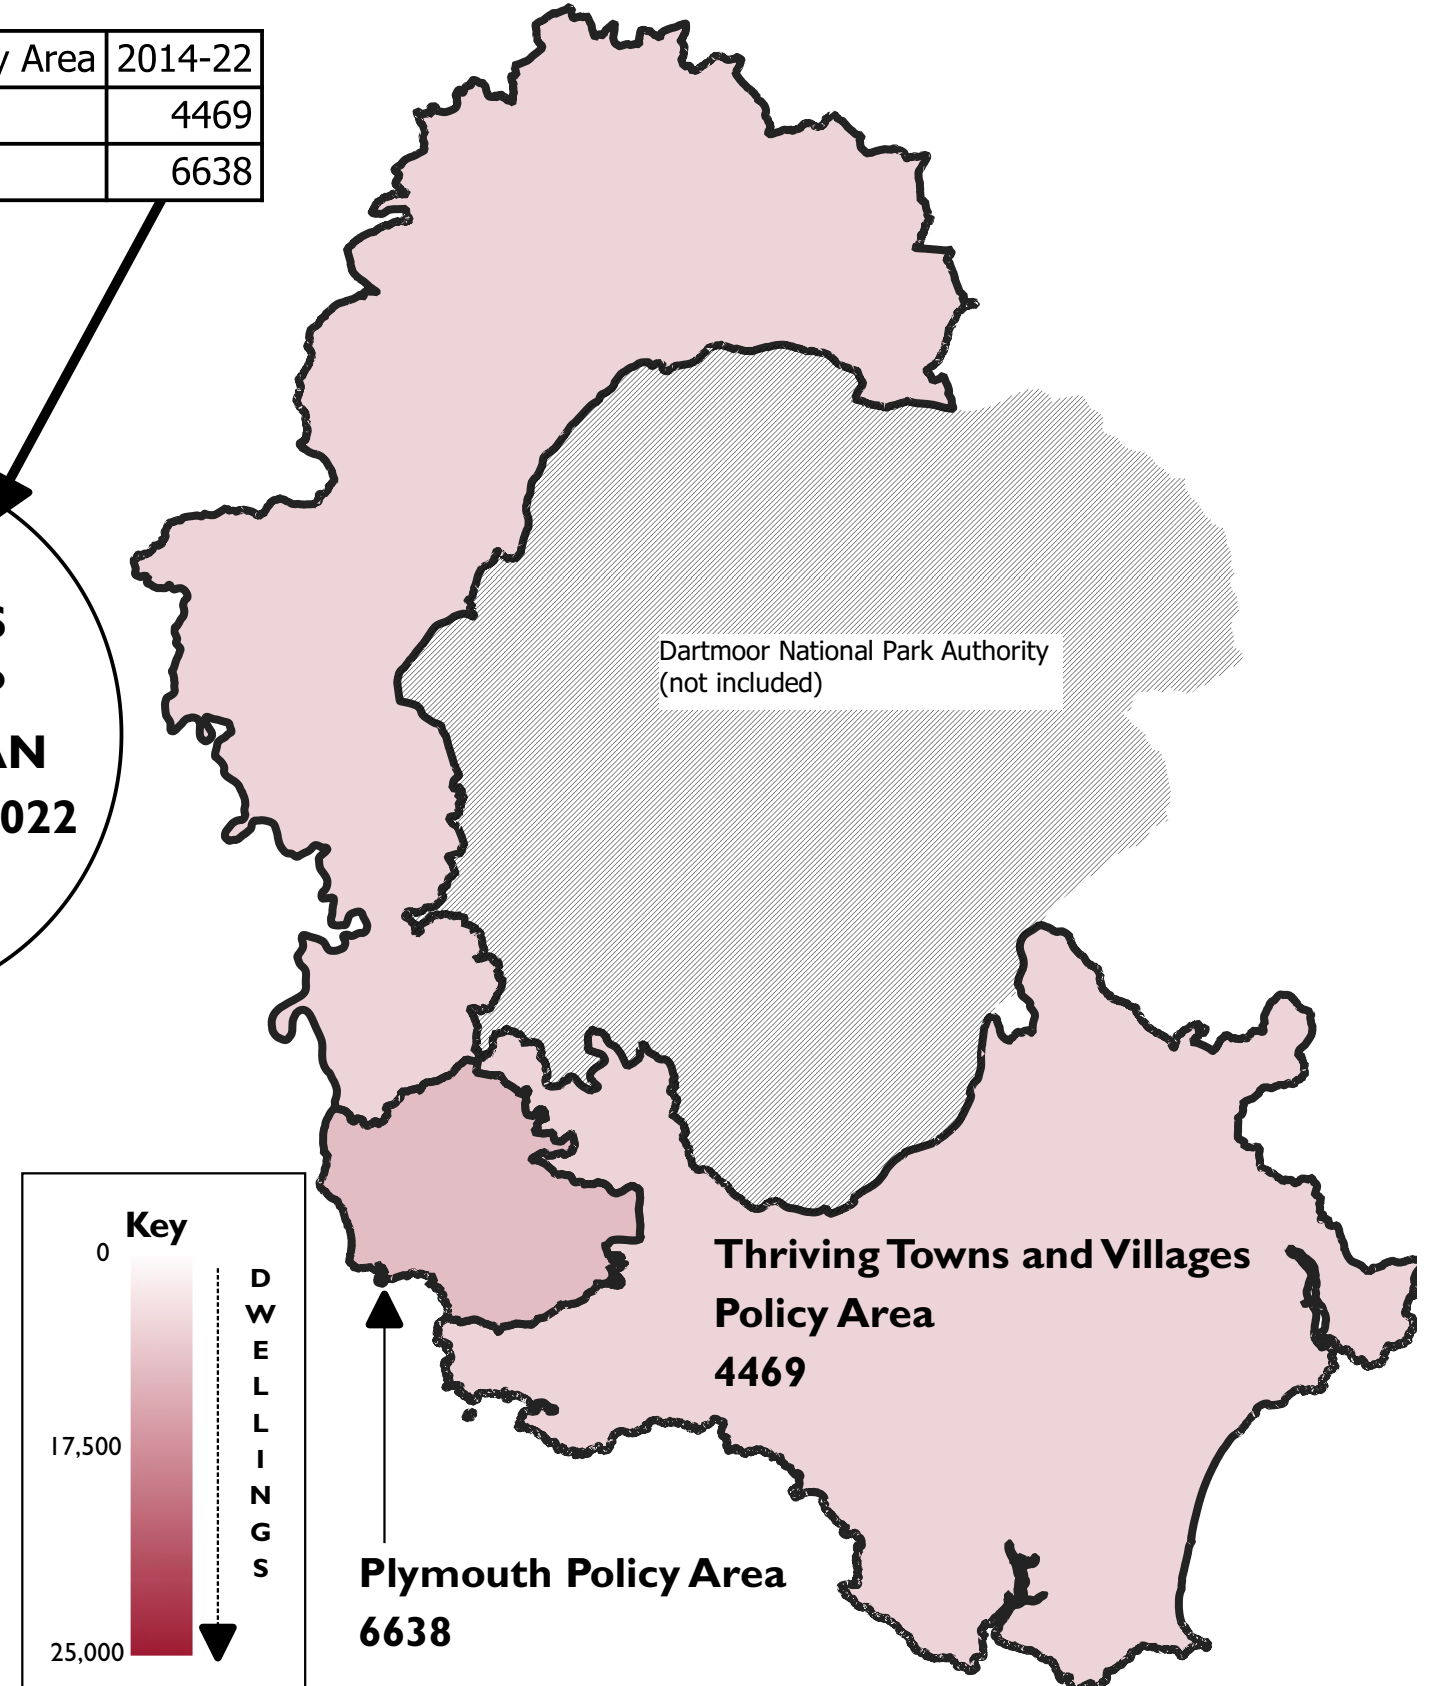 Area 2014-22
4469
6638
022
Dartmoor National Park Authority
(not included)
Thriving Towns and Villages
Policy Area
4469
Key
0
17,500
25,000
D
W
E
L
L
I
N
G
S
Plymouth Policy Area
6638